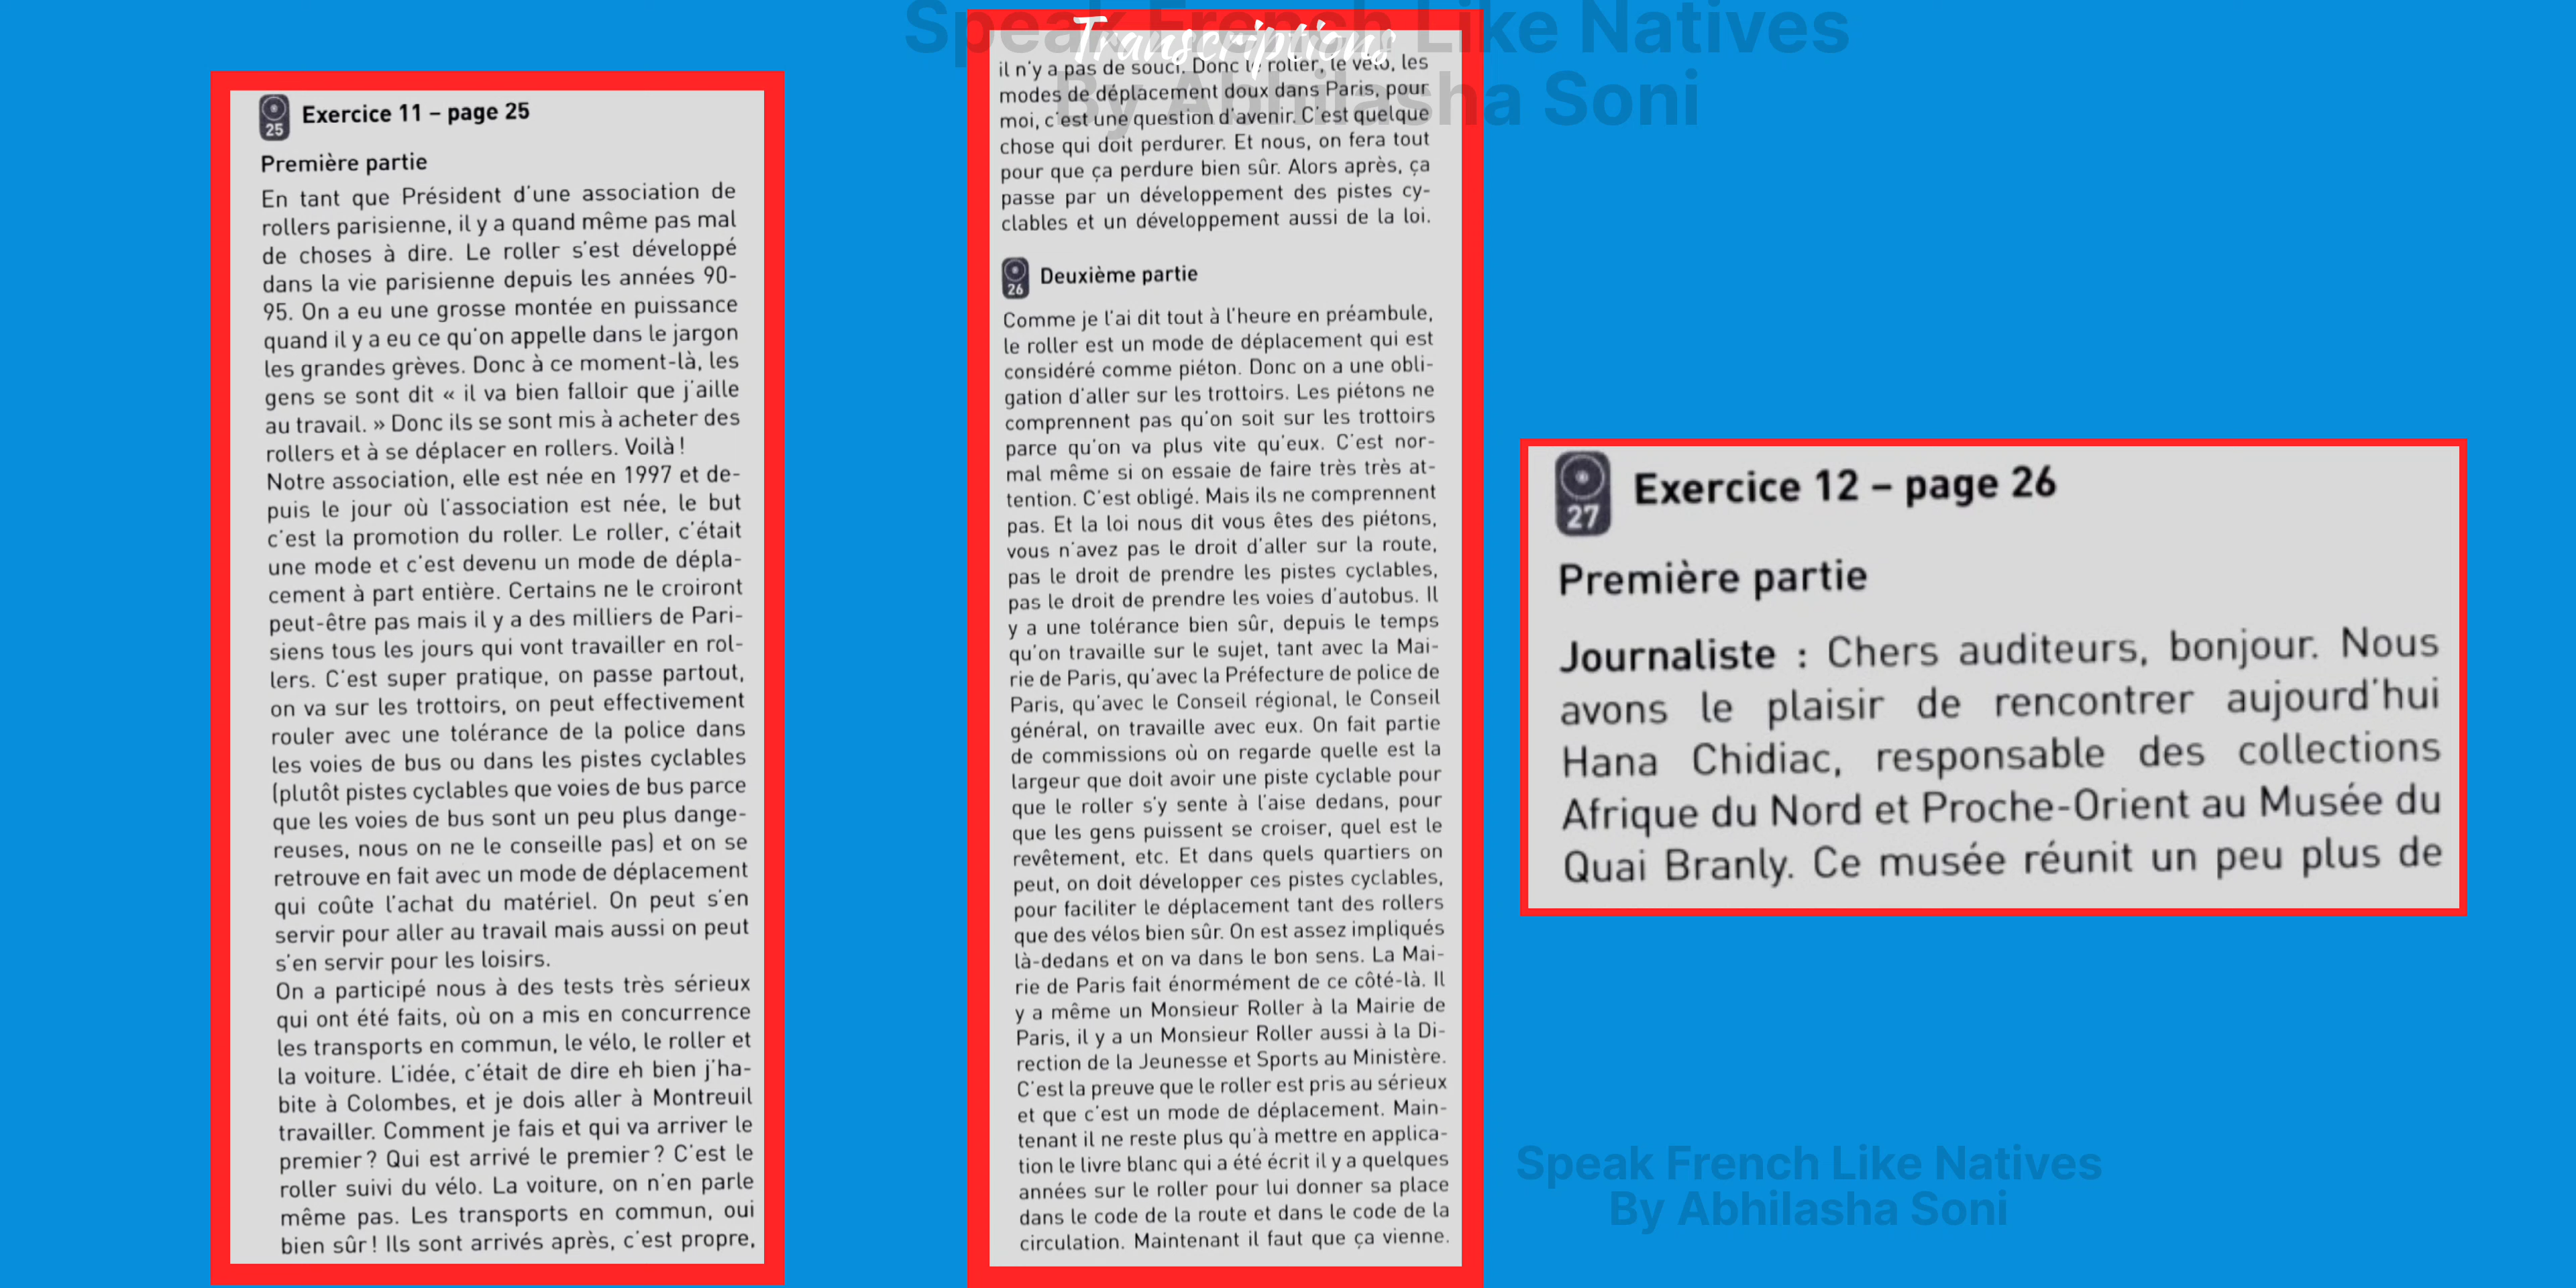 Speak French Like Natives
By Abhilasha Soni
Transcriptions
25
Exercice 11 – page 25
Première partie
En tant que Président d'une association de
rollers parisienne, il y a quand même pas mal
de choses à dire. Le roller s'est développé
dans la vie parisienne depuis les années 90-
95. On a eu une grosse montée en puissance
quand il y a eu ce qu'on appelle dans le jargon
les grandes grèves. Donc à ce moment-là, les
gens se sont dit « il va bien falloir que j'aille
au travail. » Donc ils se sont mis à acheter des
rollers et à se déplacer en rollers. Voilà !
Notre association, elle est née en 1997 et de-
puis le jour où l'association est née, le but
c'est la promotion du roller. Le roller, c'était
une mode et c'est devenu un mode de dépla-
cement à part entière. Certains ne le croiront
peut-être pas mais il y a des milliers de Pari-
siens tous les jours qui vont travailler en rol-
lers. C'est super pratique, on passe partout,
on va sur les trottoirs, on peut effectivement
rouler avec une tolérance de la police dans
les voies de bus ou dans les pistes cyclables
(plutôt pistes cyclables que voies de bus parce
que les voies de bus sont un peu plus dange-
reuses, nous on ne le conseille pas) et on se
retrouve en fait avec un mode de déplacement
qui coûte l'achat du matériel. On peut s'en
servir pour aller au travail mais aussi on peut
s'en servir pour les loisirs.
On a participé nous à des tests très sérieux
qui ont été faits, où on a mis en concurrence
les transports en commun, le vélo, le roller et
la voiture. L'idée, c'était de dire eh bien j'ha-
bite à Colombes, et je dois aller à Montreuil
travailler. Comment je fais et qui va arriver le
premier ? Qui est arrivé le premier ? C'est le
roller suivi du vélo. La voiture, on n'en parle
même pas. Les transports en commun, oui
bien sûr ! Ils sont arrivés après, c'est propre,
il n'y a pas de souci. Donc le roller, le vélo, les
modes de déplacement doux dans Paris, pour
moi, c'est une question d'avenir. C'est quelque
chose qui doit perdurer. Et nous, on fera tout
pour que ça perdure bien sûr. Alors après, ça
passe par un développement des pistes cy-
clables et un développement aussi de la loi.
26
Deuxième partie
Comme je l'ai dit tout à l'heure en préambule,
le roller est un mode de déplacement qui est
considéré comme piéton. Donc on a une obli-
gation d'aller sur les trottoirs. Les piétons ne
comprennent pas qu'on soit sur les trottoirs
parce qu'on va plus vite qu'eux. C'est nor-
mal même si on essaie de faire très très at-
tention. C'est obligé. Mais ils ne comprennent
pas. Et la loi nous dit vous êtes des piétons,
vous n'avez pas le droit d'aller sur la route,
pas le droit de prendre les pistes cyclables,
pas le droit de prendre les voies d'autobus. Il
y a une tolérance bien sûr, depuis le temps
qu'on travaille sur le sujet, tant avec la Mai-
rie de Paris, qu'avec la Préfecture de police de
Paris, qu'avec le Conseil régional, le Conseil
général, on travaille avec eux. On fait partie
de commissions où on regarde quelle est la
largeur que doit avoir une piste cyclable pour
que le roller s'y sente à l'aise dedans, pour
que les gens puissent se croiser, quel est le
revêtement, etc. Et dans quels quartiers on
peut, on doit développer ces pistes cyclables,
pour faciliter le déplacement tant des rollers
que des vélos bien sûr. On est assez impliqués
là-dedans et on va dans le bon sens. La Mai-
rie de Paris fait énormément de ce côté-là. Il
y a même un Monsieur Roller à la Mairie de
Paris, il y a un Monsieur Roller aussi à la Di-
rection de la Jeunesse et Sports au Ministère.
C'est la preuve que le roller est pris au sérieux
et que c'est un mode de déplacement. Main-
tenant il ne reste plus qu'à mettre en applica-
tion le livre blanc qui a été écrit il y a quelques
années sur le roller pour lui donner sa place
dans le code de la route et dans le code de la
circulation. Maintenant il faut que ça vienne.
27
Exercice 12 – page 26
Première partie
Journaliste : Chers auditeurs, bonjour. Nous
avons le plaisir de rencontrer aujourd'hui
Hana Chidiac, responsable des collections
Afrique du Nord et Proche-Orient au Musée du
Quai Branly. Ce musée réunit un peu plus de
Speak French Like Natives
By Abhilasha Soni